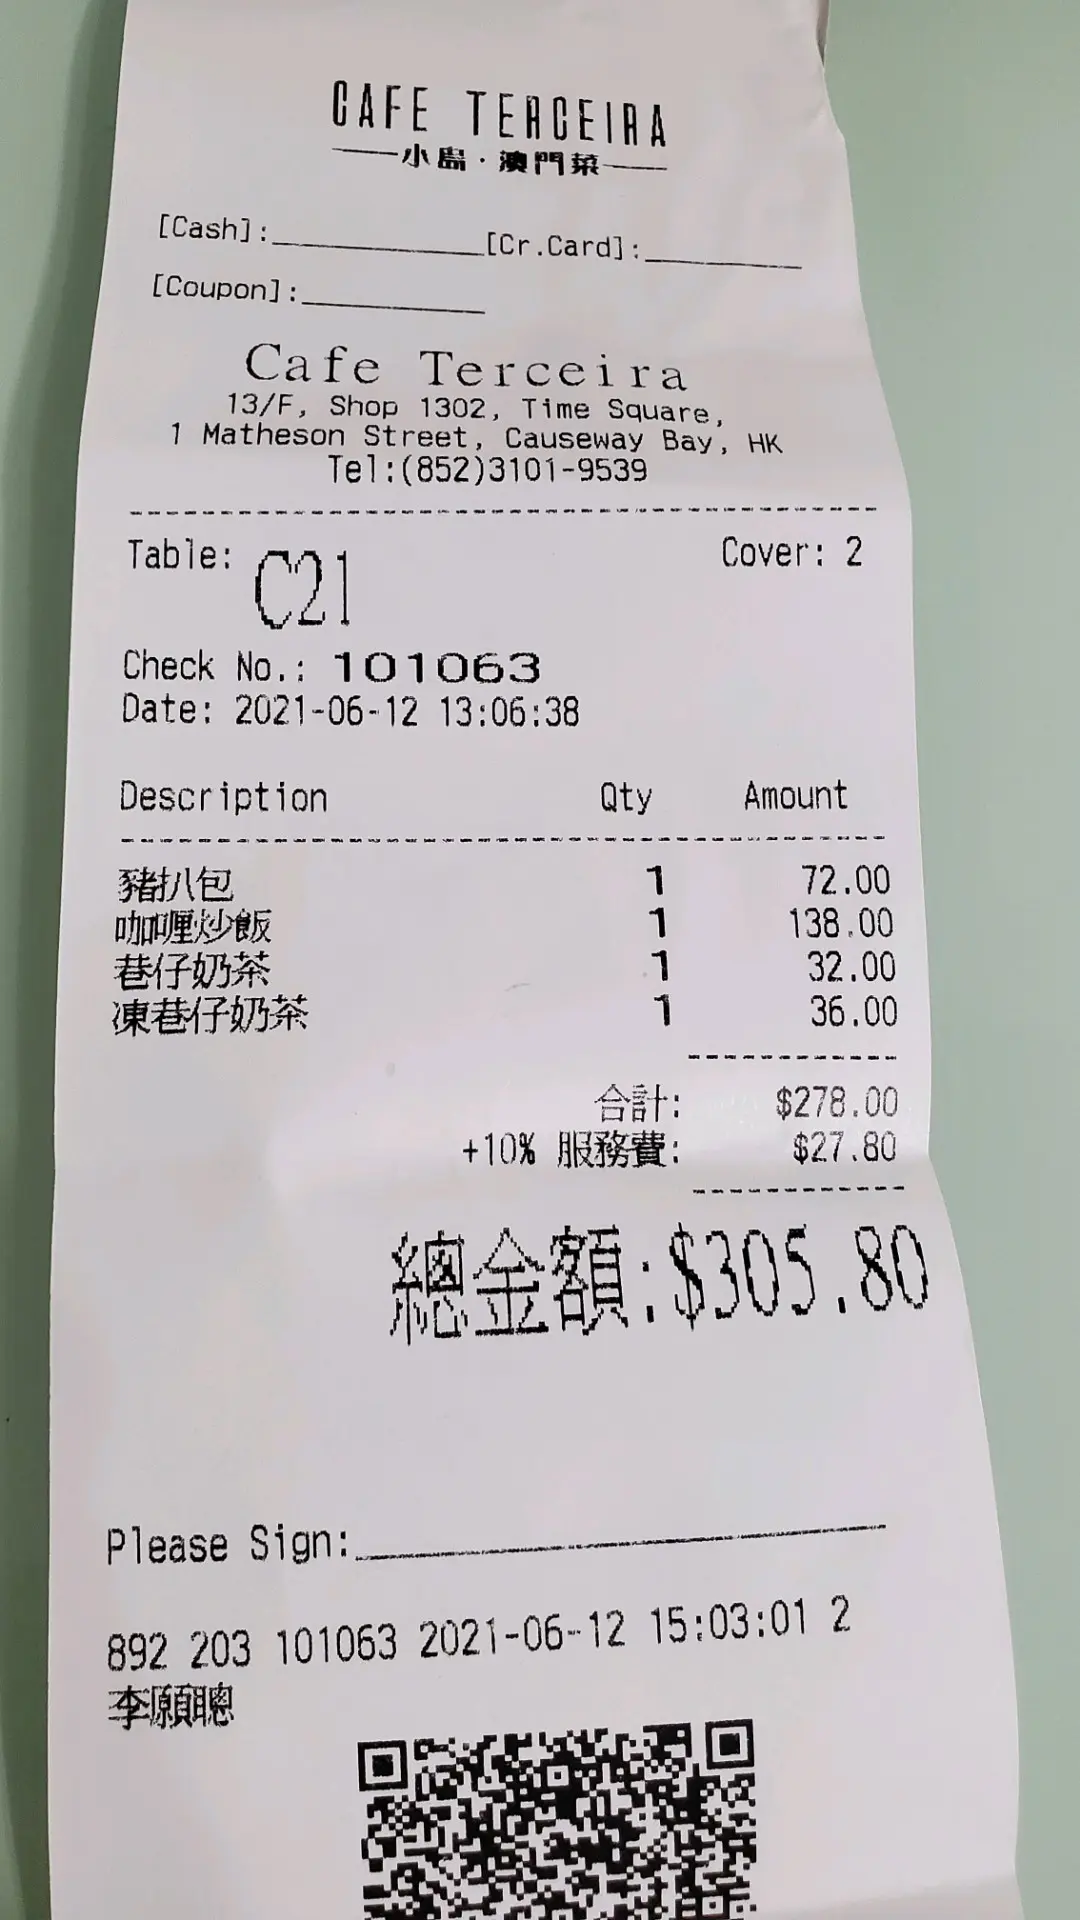 CAFE TERCEIRA
小島·澳門菜
[Cash]:__________[Cr.Card]:________
[Coupon]:__________
Cafe Terceira
13/F, Shop 1302, Time Square,
1 Matheson Street, Causeway Bay, HK
Tel:(852)3101-9539
Table: C21 Cover: 2
Check No.: 101063
Date: 2021-06-12 13:06:38
Description Qty Amount
豬扒包 1 72.00
咖喱炒飯 1 138.00
巷仔奶茶 1 32.00
凍巷仔奶茶 1 36.00
合計: $278.00
+10% 服務費: $27.80
總金額:$305.80
Please Sign:____________________
892 203 101063 2021-06-12 15:03:01 2
李願聰